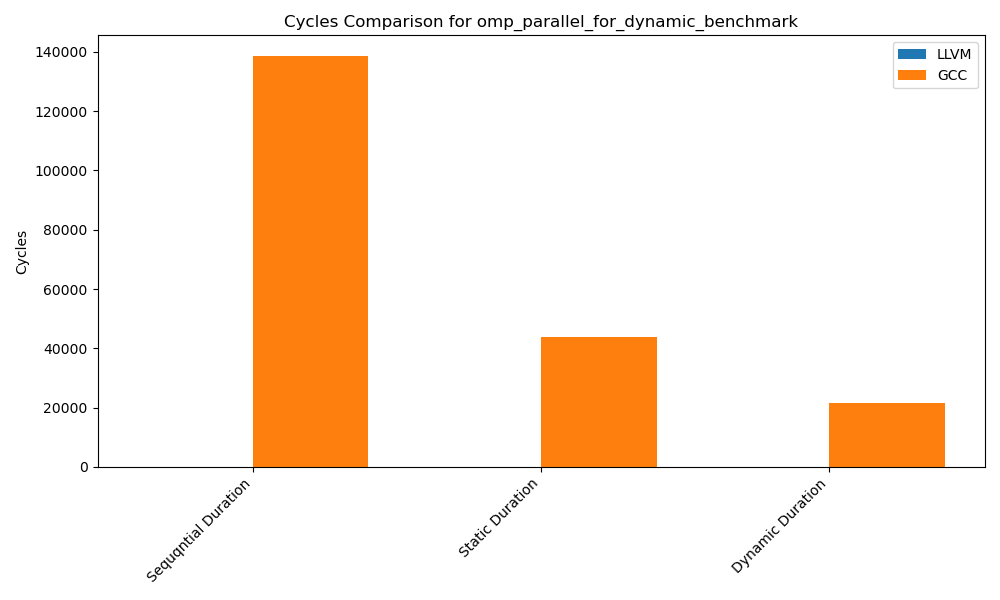 Cycles Comparison for omp_parallel_for_dynamic_benchmark
LLVM
GCC
Cycles
140000
120000
100000
80000
60000
40000
20000
0
Sequqntial Duration
Static Duration
Dynamic Duration